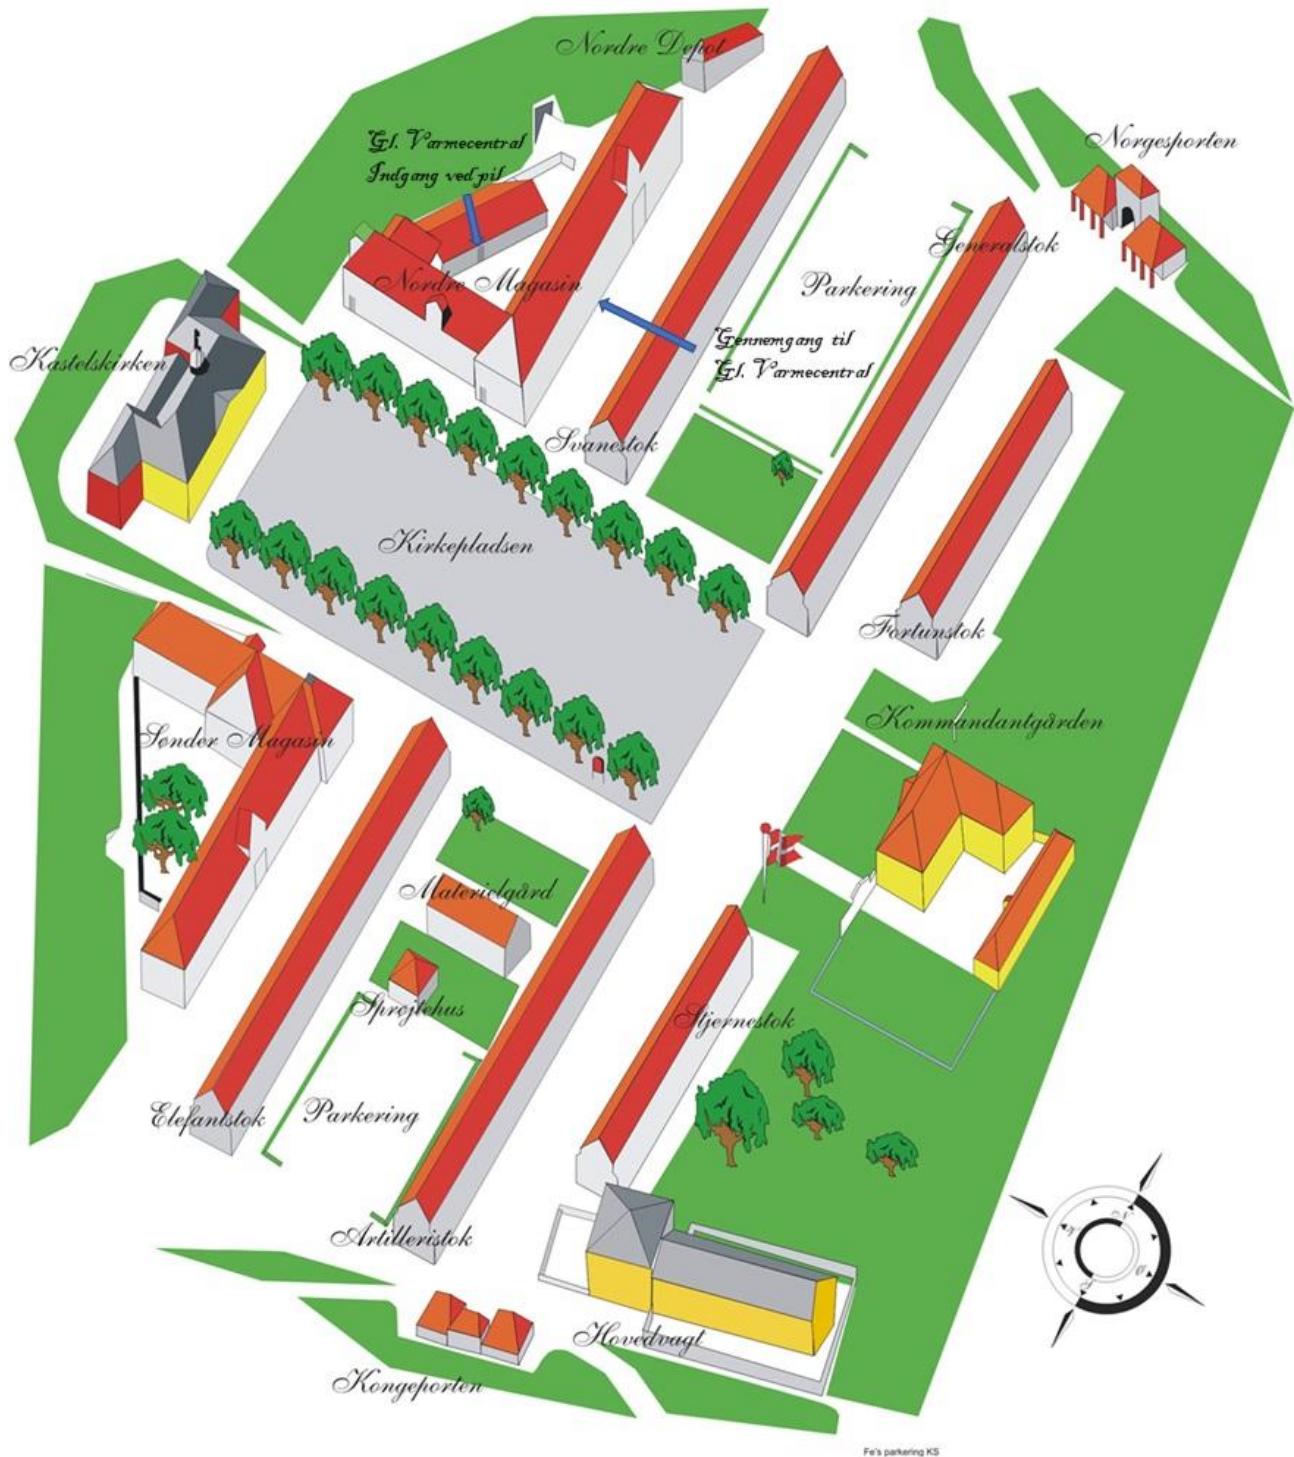 Nordre Depot
Gl. Varmecentral
Indgang ved pil
Norgesporten
Generalstok
Parkering
Nordre Magasin
Gennemgang til
Gl. Varmecentral
Kastelskirken
Svanestok
Kirkepladsen
Fortunstok
Kommandantgården
Sønder Magasin
Materielgård
Sprøjtehus
Stjernestok
Elefantstok
Parkering
Artilleristok
Hovedvagt
Kongeporten
Fe's parkering KS